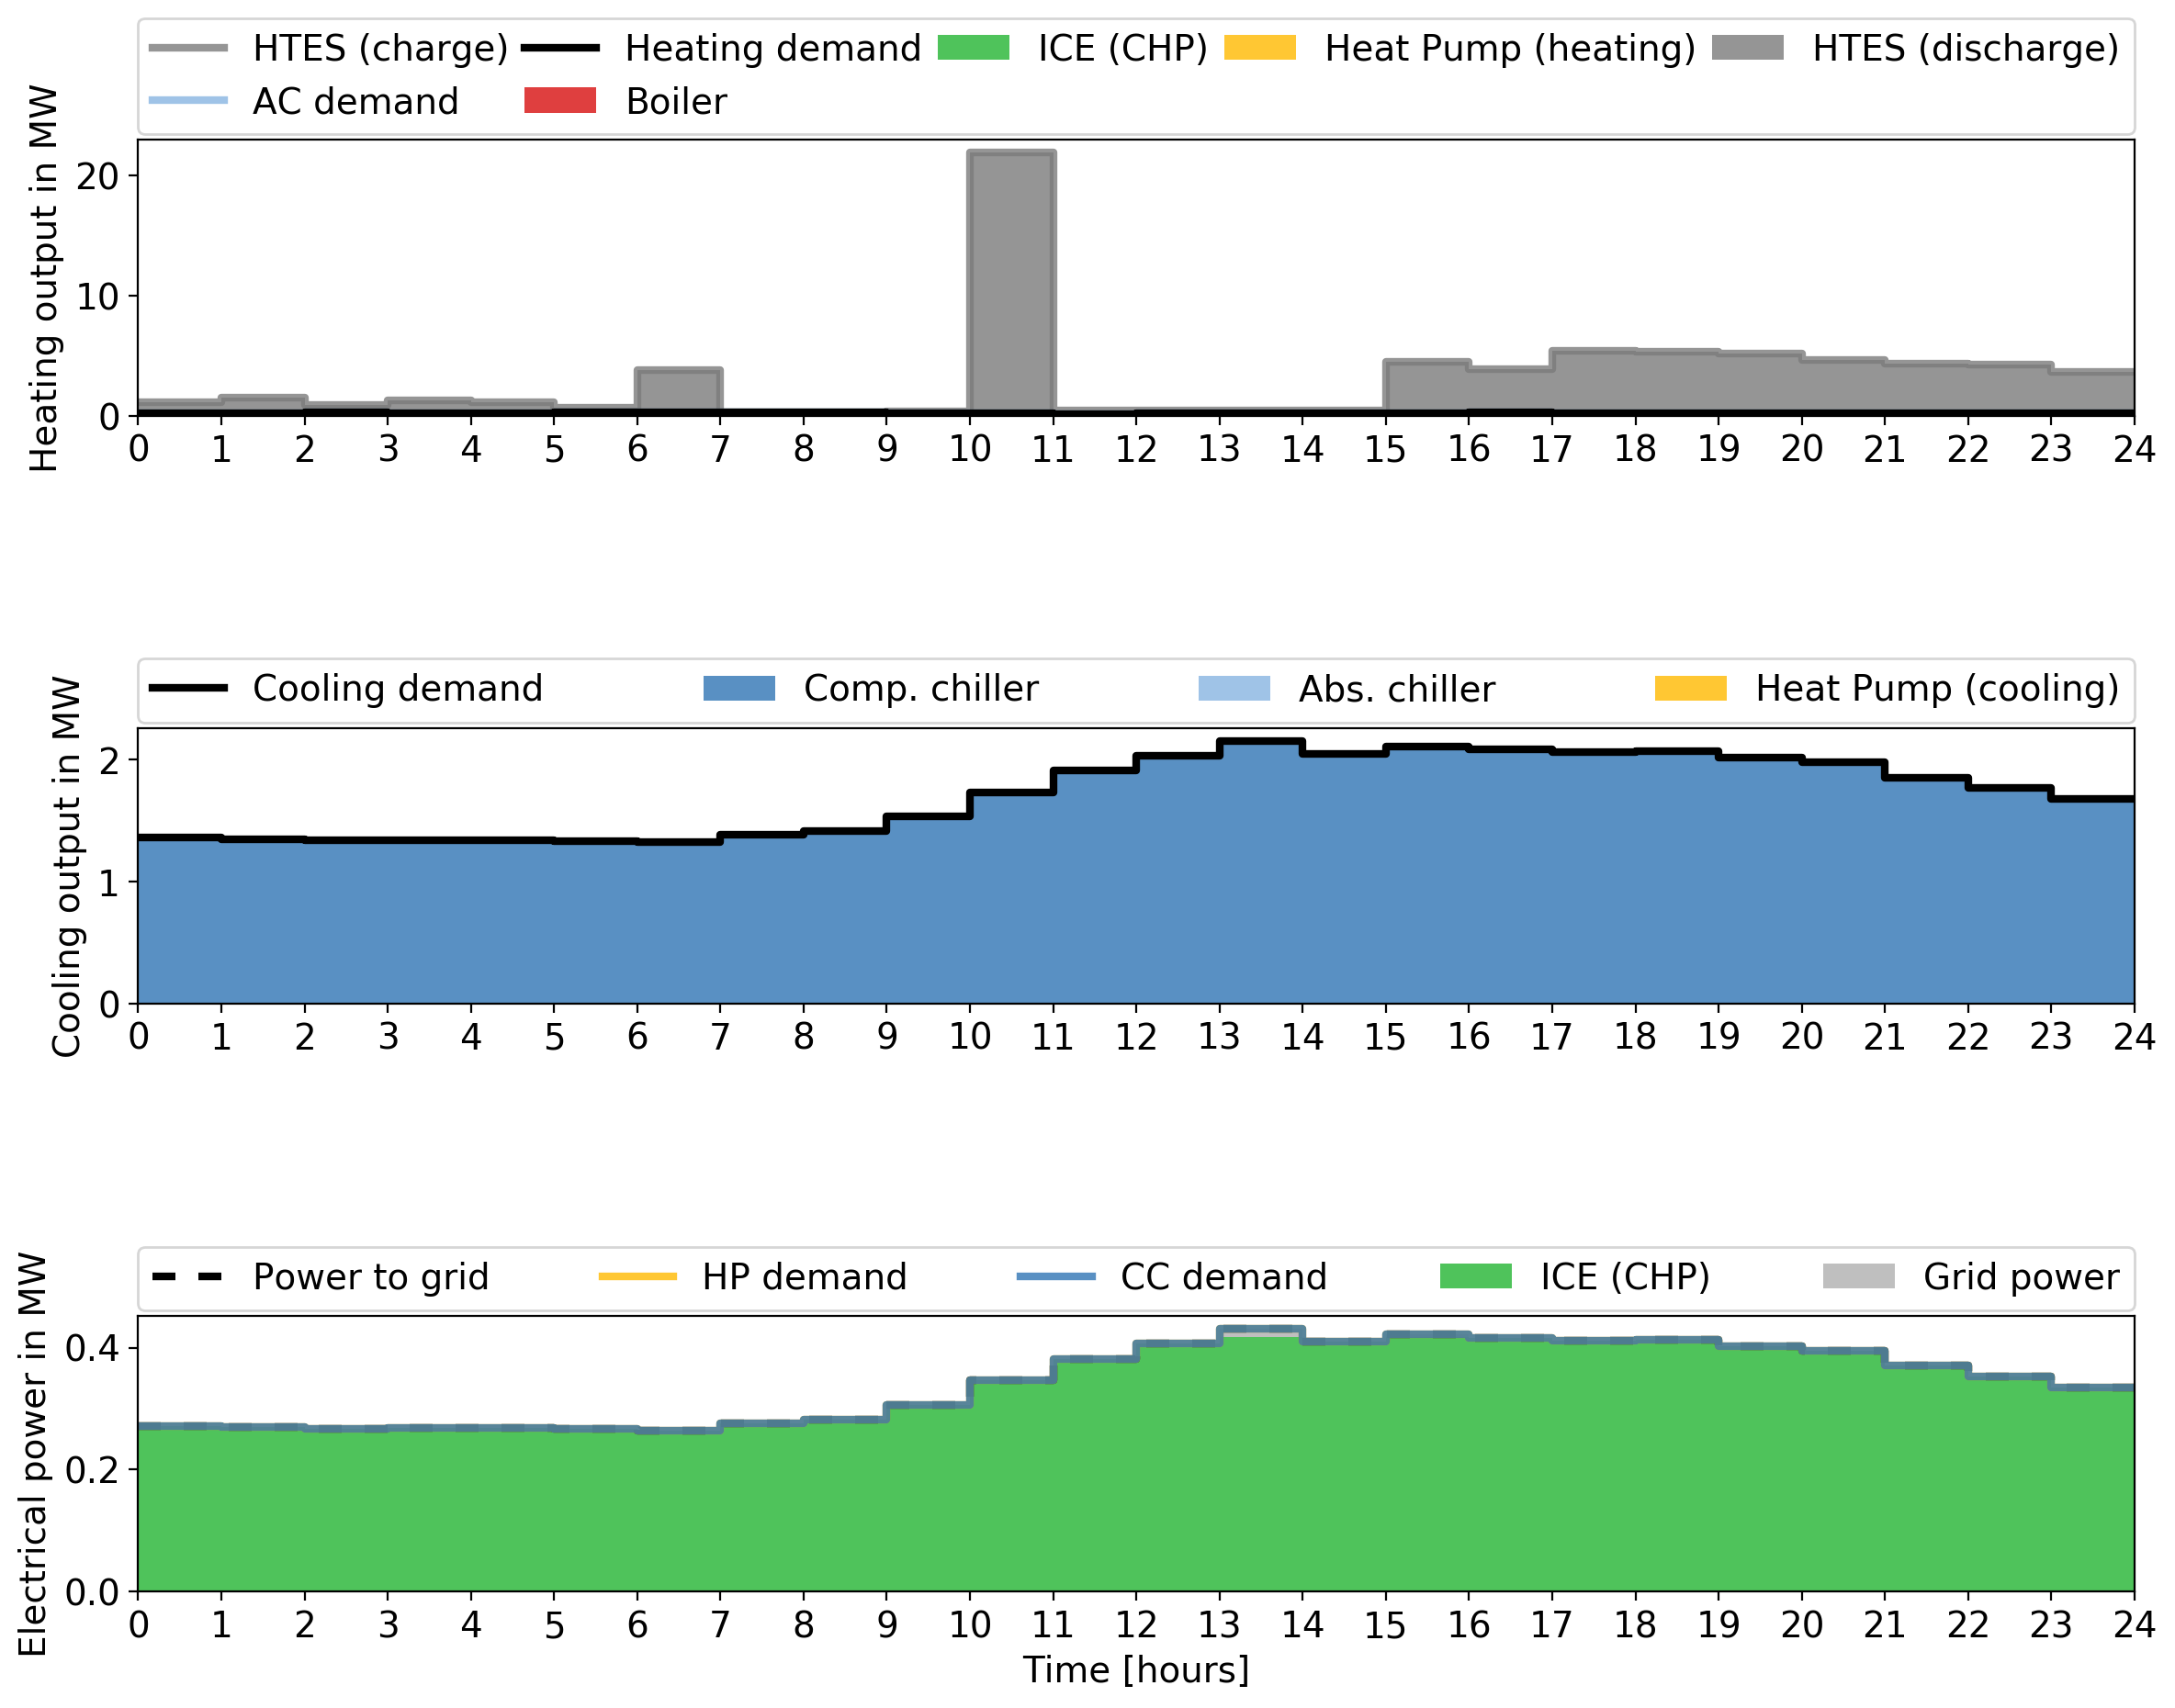 HTES (charge) Heating demand ICE (CHP) Heat Pump (heating) HTES (discharge)
AC demand Boiler
Heating output in MW
20
10
0
0 1 2 3 4 5 6 7 8 9 10 11 12 13 14 15 16 17 18 19 20 21 22 23 24
Cooling demand Comp. chiller Abs. chiller Heat Pump (cooling)
Cooling output in MW
2
1
0
0 1 2 3 4 5 6 7 8 9 10 11 12 13 14 15 16 17 18 19 20 21 22 23 24
Power to grid HP demand CC demand ICE (CHP) Grid power
Electrical power in MW
0.4
0.2
0.0
0 1 2 3 4 5 6 7 8 9 10 11 12 13 14 15 16 17 18 19 20 21 22 23 24
Time [hours]